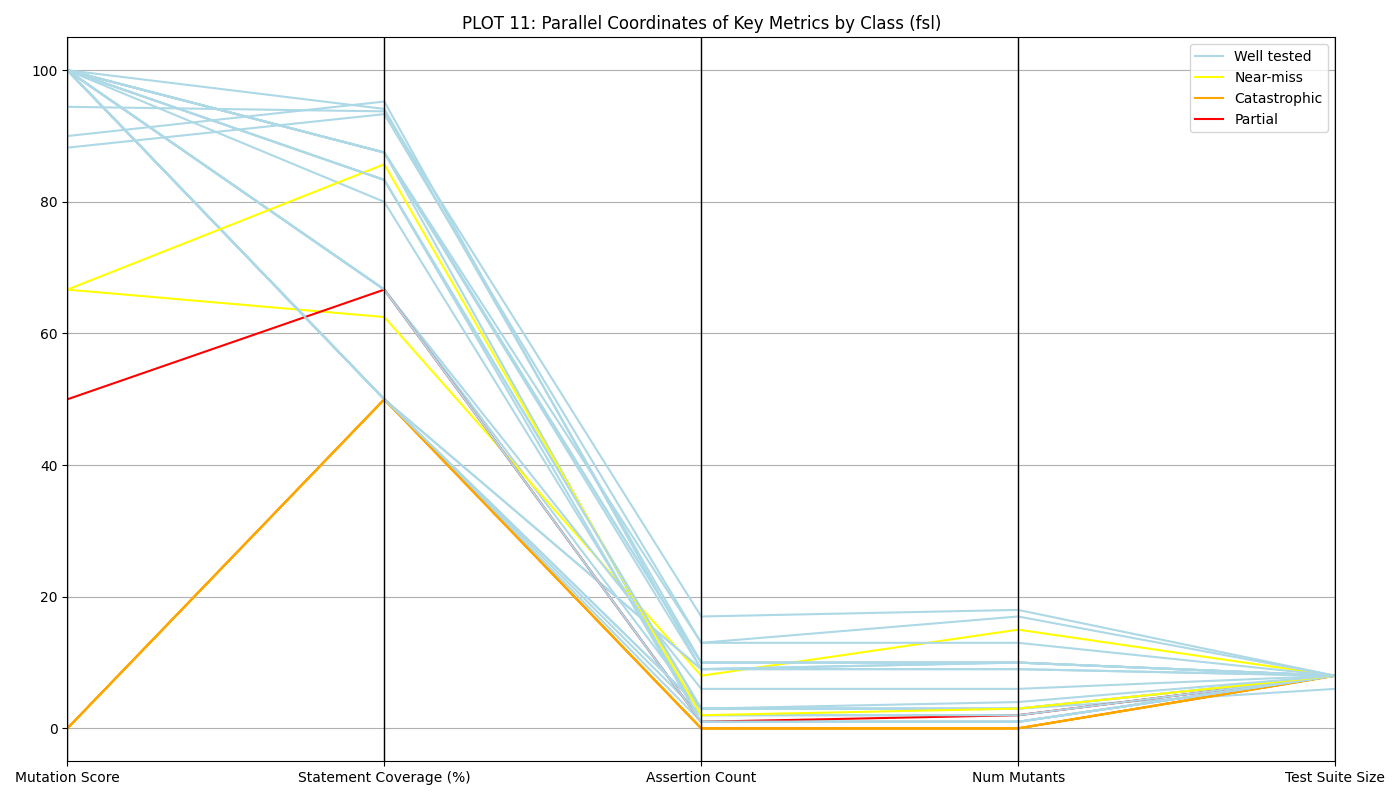 PLOT 11: Parallel Coordinates of Key Metrics by Class (fsl)
Well tested
Near-miss
Catastrophic
Partial
100
80
60
40
20
0
Mutation Score
Statement Coverage (%)
Assertion Count
Num Mutants
Test Suite Size